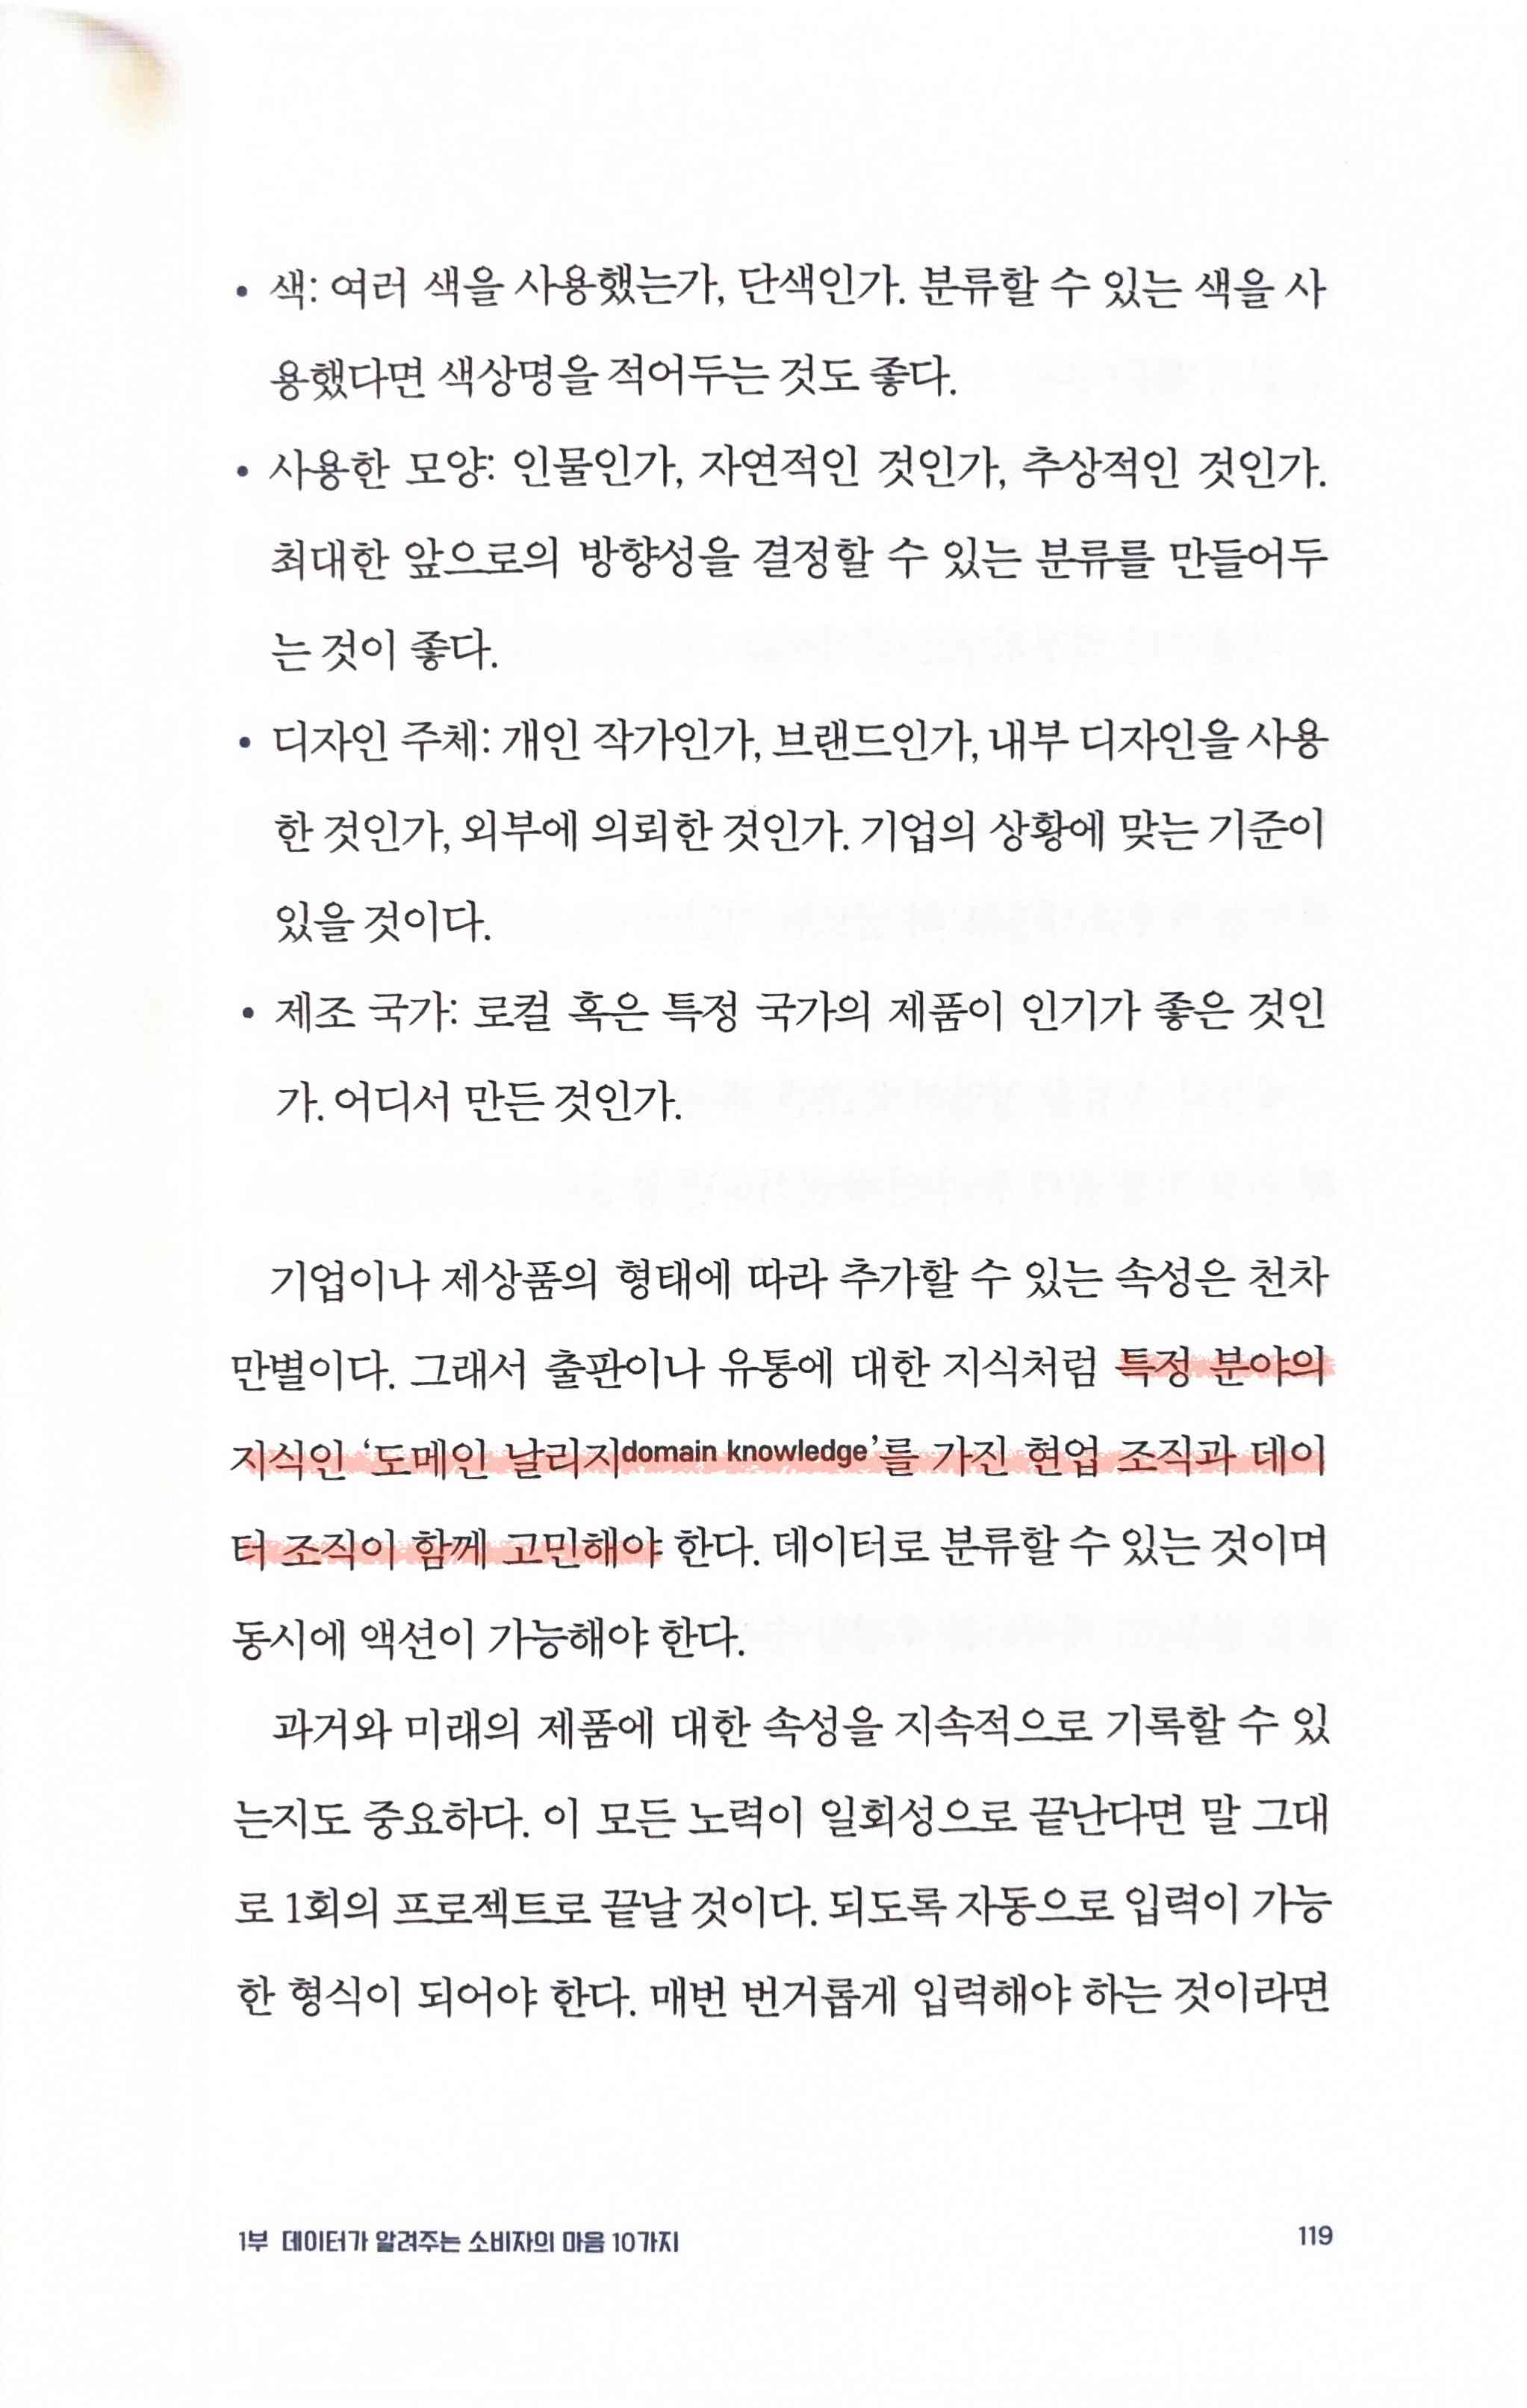 • 색: 여러 색을 사용했는가, 단색인가. 분류할 수 있는 색을 사
용했다면 색상명을 적어두는 것도 좋다.
• 사용한 모양: 인물인가, 자연적인 것인가, 추상적인 것인가.
최대한 앞으로의 방향성을 결정할 수 있는 분류를 만들어두
는 것이 좋다.
• 디자인 주체: 개인 작가인가, 브랜드인가, 내부 디자인을 사용
한 것인가, 외부에 의뢰한 것인가. 기업의 상황에 맞는 기준이
있을 것이다.
• 제조 국가: 로컬 혹은 특정 국가의 제품이 인기가 좋은 것인
가. 어디서 만든 것인가.
기업이나 제상품의 형태에 따라 추가할 수 있는 속성은 천차
만별이다. 그래서 출판이나 유통에 대한 지식처럼 특정 분야의
지식인 ‘도메인 날리지domain knowledge’를 가진 현업 조직과 데이
터 조직이 함께 고민해야 한다. 데이터로 분류할 수 있는 것이며
동시에 액션이 가능해야 한다.
과거와 미래의 제품에 대한 속성을 지속적으로 기록할 수 있
는지도 중요하다. 이 모든 노력이 일회성으로 끝난다면 말 그대
로 1회의 프로젝트로 끝날 것이다. 되도록 자동으로 입력이 가능
한 형식이 되어야 한다. 매번 번거롭게 입력해야 하는 것이라면
1부 데이터가 알려주는 소비자의 마음 10가지
119